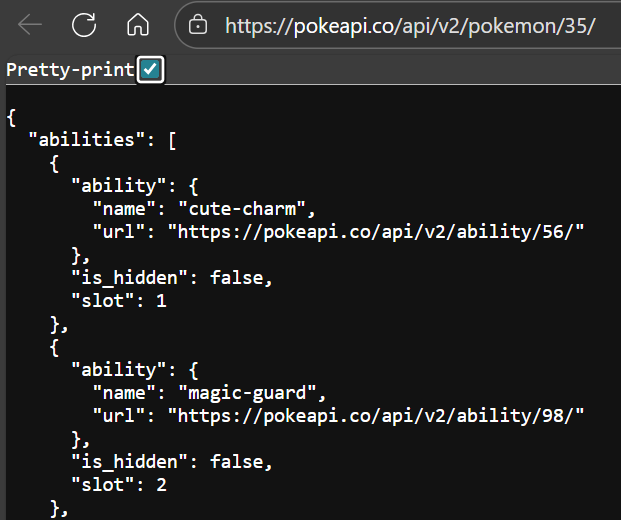 https://pokeapi.co/api/v2/pokemon/35/
Pretty-print
{
  "abilities": [
    {
      "ability": {
        "name": "cute-charm",
        "url": "https://pokeapi.co/api/v2/ability/56/"
      },
      "is_hidden": false,
      "slot": 1
    },
    {
      "ability": {
        "name": "magic-guard",
        "url": "https://pokeapi.co/api/v2/ability/98/"
      },
      "is_hidden": false,
      "slot": 2
    },